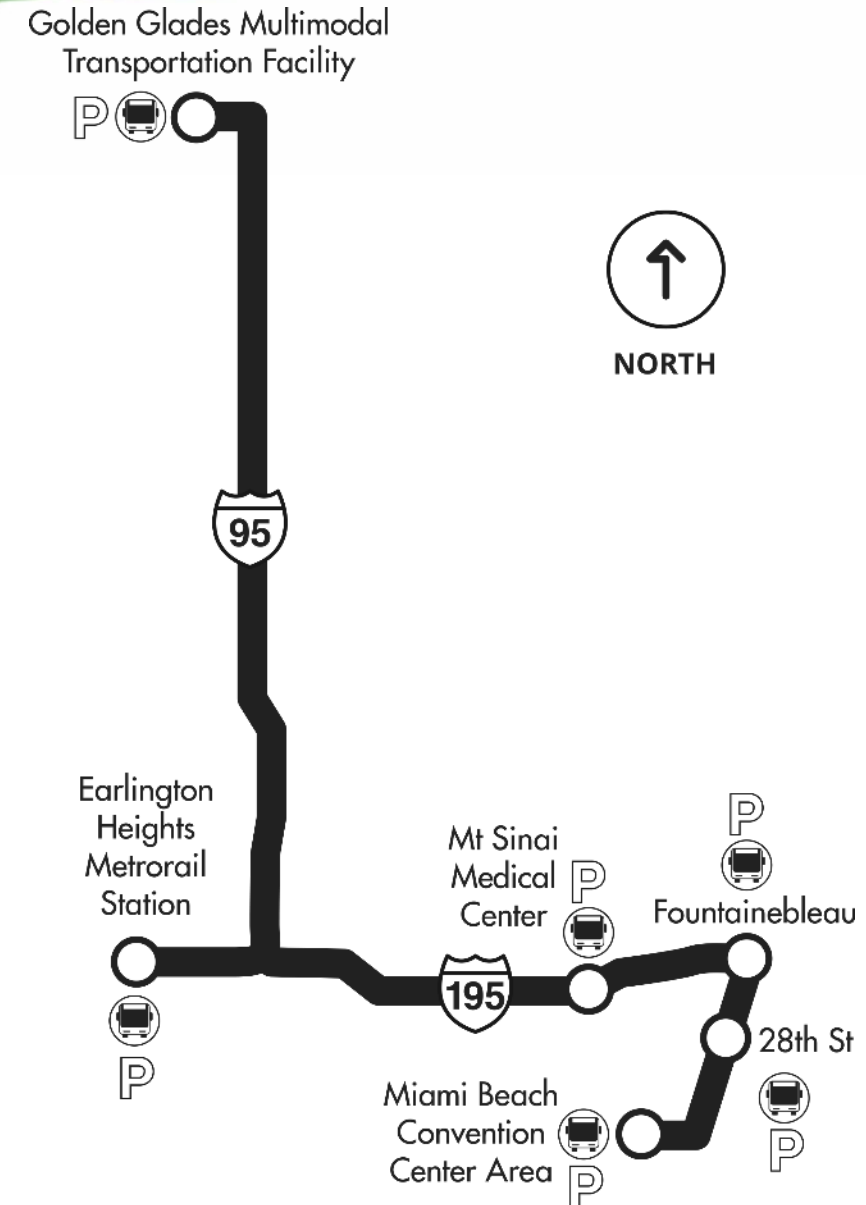 Golden Glades Multimodal
Transportation Facility
P
NORTH
95
Earlington
Heights
Metrorail
Station
P
Mt Sinai
Medical
Center
P
P
Fountainebleau
195
28th St
P
Miami Beach
Convention
Center Area
P